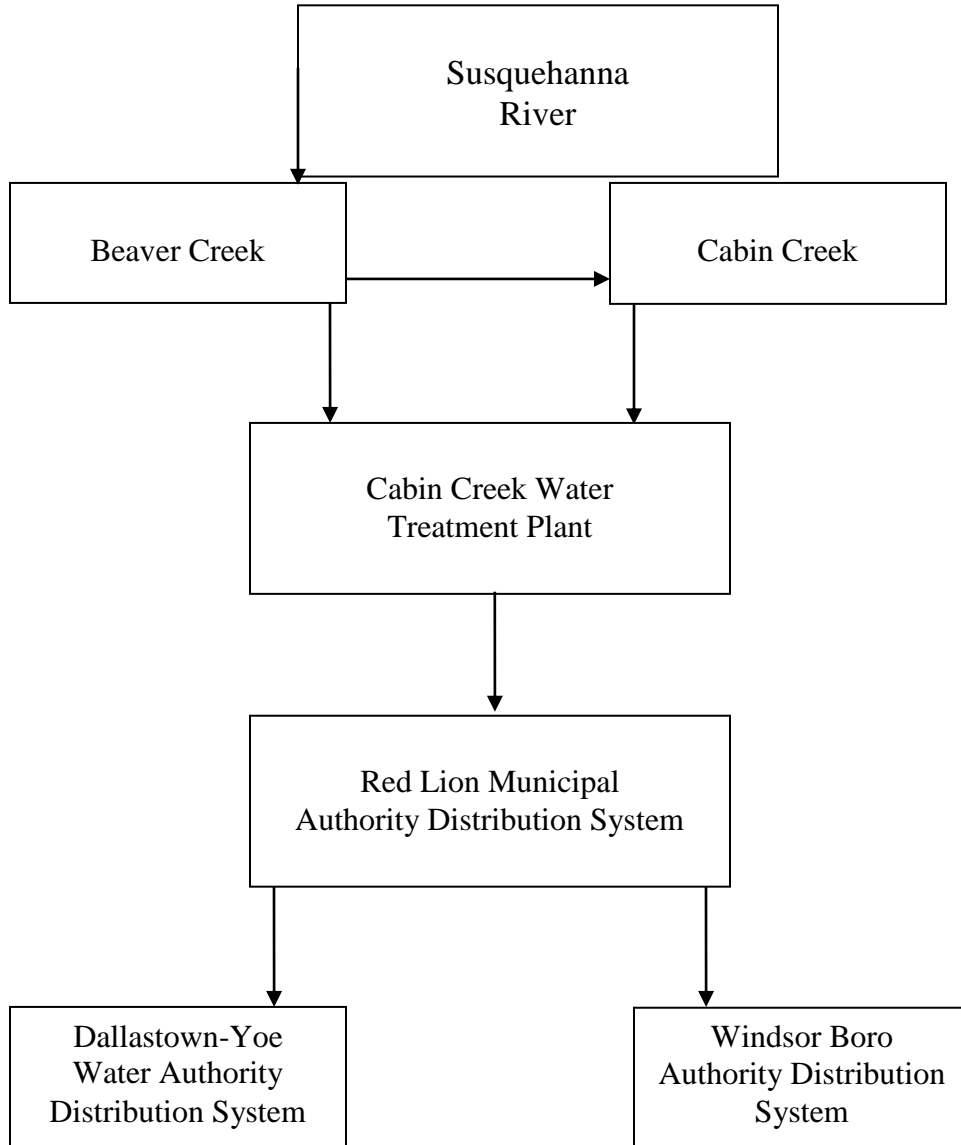 Susquehanna
River
Beaver Creek
Cabin Creek
Cabin Creek Water
Treatment Plant
Red Lion Municipal
Authority Distribution System
Dallastown-Yoe
Water Authority
Distribution System
Windsor Boro
Authority Distribution
System